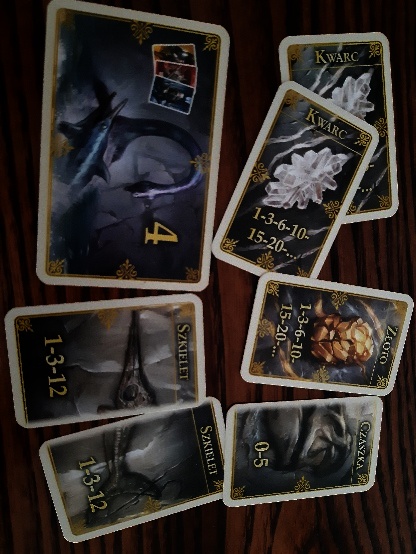 4
KWARC
KWARC
1-3-6-10-
15-20-...
ZŁOTO
1-3-6-10-
15-20-...
SZKIELET
1-3-12
SZKIELET
1-3-12
CZASZKA
0-5